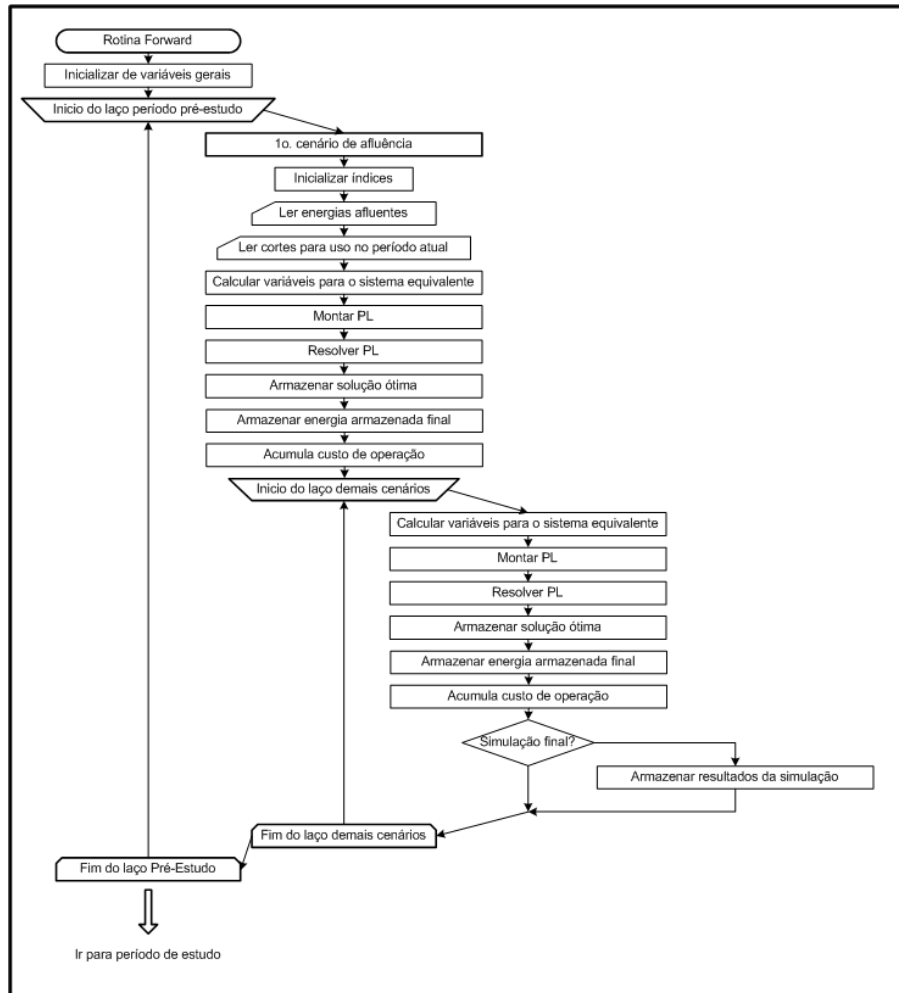 Rotina Forward
Inicializar de variáveis gerais
Inicio do laço período pré-estudo
1o. cenário de afluência
Inicializar índices
Ler energias afluentes
Ler cortes para uso no período atual
Calcular variáveis para o sistema equivalente
Montar PL
Resolver PL
Armazenar solução ótima
Armazenar energia armazenada final
Acumula custo de operação
Início do laço demais cenários
Calcular variáveis para o sistema equivalente
Montar PL
Resolver PL
Armazenar solução ótima
Armazenar energia armazenada final
Acumula custo de operação
Simulação final?
Armazenar resultados da simulação
Fim do laço demais cenários
Fim do laço Pré-Estudo
Ir para período de estudo